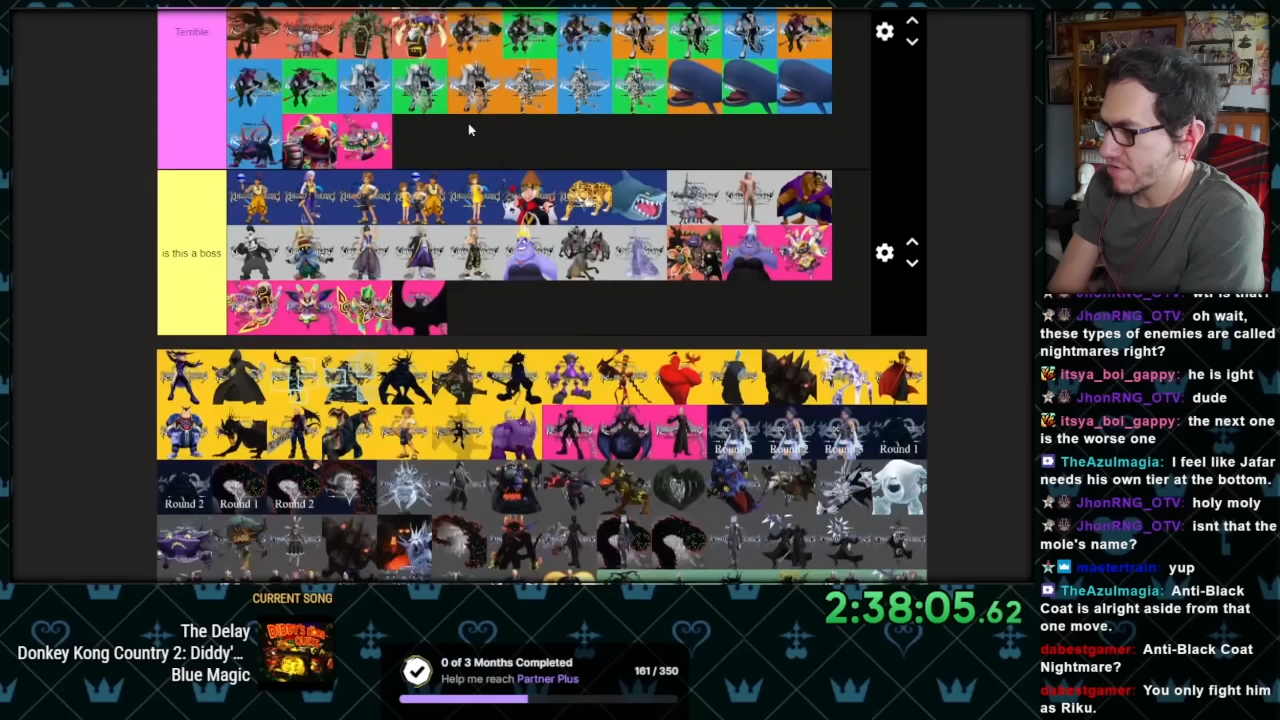 Terrible
is this a boss
Round 2
Round 3
Round 1
Round 2
Round 1
Round 2
JhonRNG_OTV: wtf is that?
JhonRNG_OTV: oh wait,
these types of enemies are called
nightmares right?
itsya_boi_gappy: he is ight
JhonRNG_OTV: dude
itsya_boi_gappy: the next one
is the worse one
TheAzulmagia: I feel like Jafar
needs his own tier at the bottom.
JhonRNG_OTV: holy moly
JhonRNG_OTV: isnt that the
mole's name?
mastertrain: yup
TheAzulmagia: Anti-Black
Coat is alright aside from that
one move.
dabestgamer: Anti-Black Coat
Nightmare?
dabestgamer: You only fight him
as Riku.
2:38:05.62
CURRENT SONG
The Delay
Donkey Kong Country 2: Diddy'...
Blue Magic
0 of 3 Months Completed
Help me reach Partner Plus
161 / 350